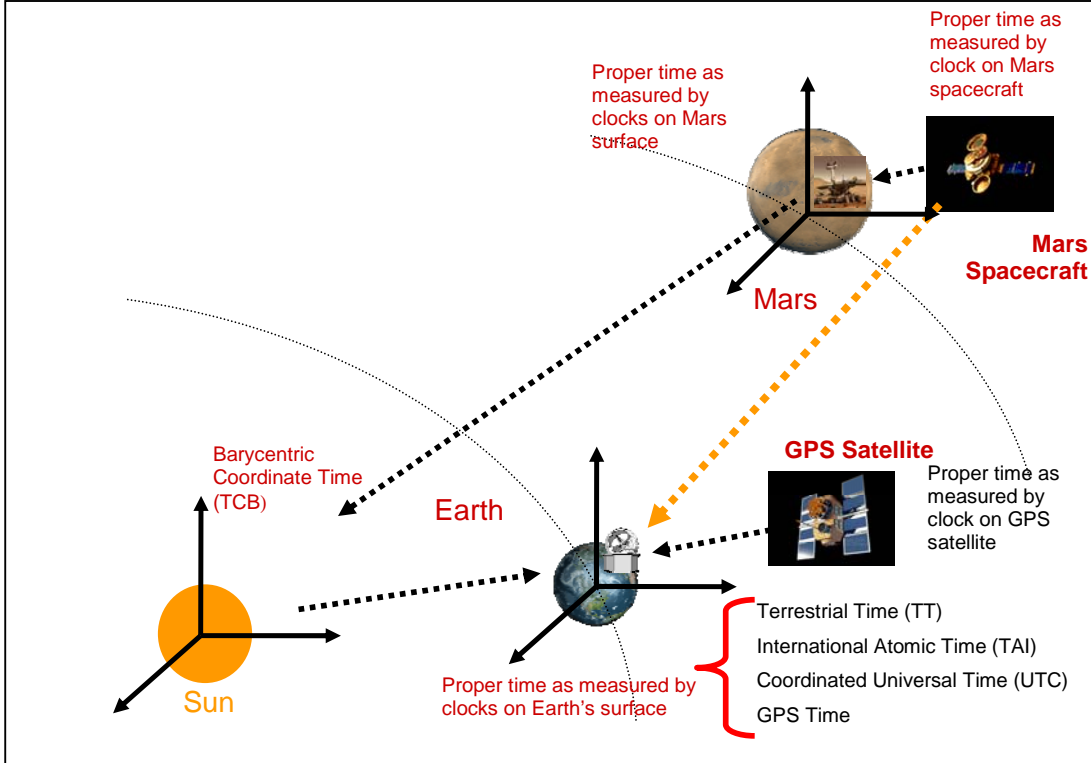 Proper time as
measured by
clock on Mars
spacecraft
Proper time as
measured by
clocks on Mars
surface
Mars
Spacecraft
Mars
Barycentric
Coordinate Time
(TCB)
Earth
GPS Satellite
Proper time as
measured by
clock on GPS
satellite
Sun
Proper time as measured by
clocks on Earth’s surface
Terrestrial Time (TT)
International Atomic Time (TAI)
Coordinated Universal Time (UTC)
GPS Time